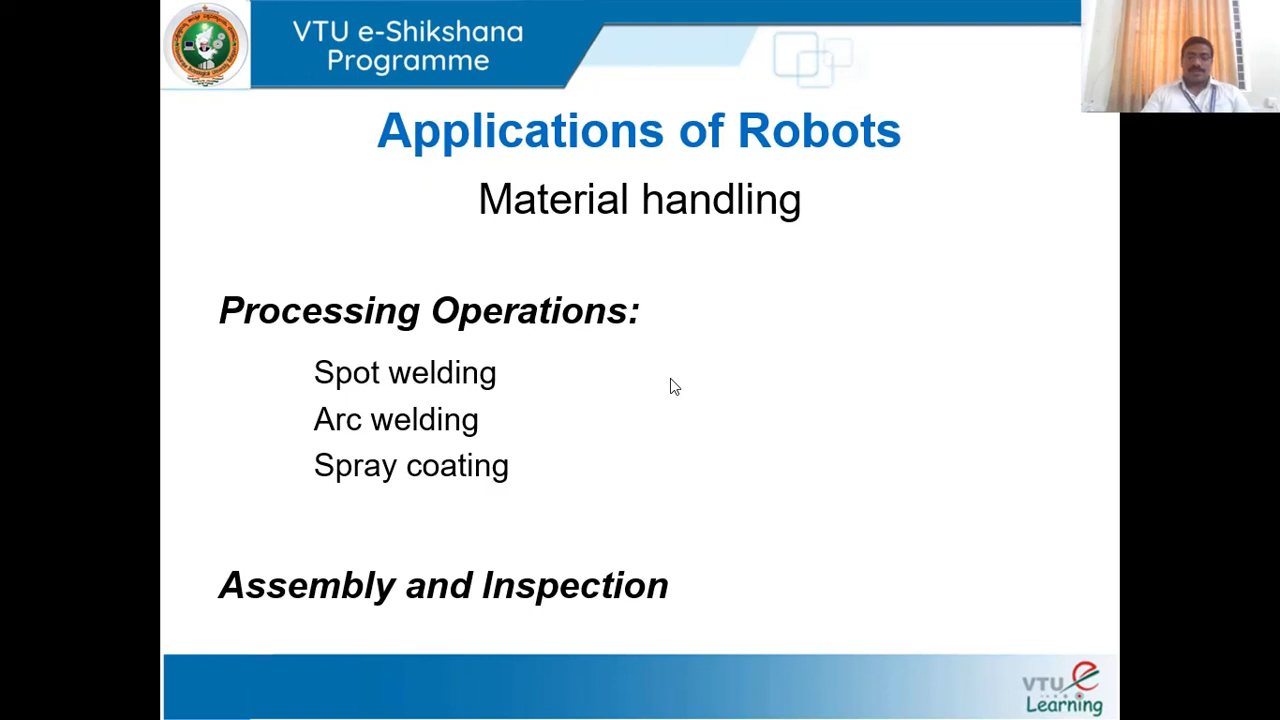 VTU e-Shikshana
Programme
Applications of Robots
Material handling
Processing Operations:
Spot welding
Arc welding
Spray coating
Assembly and Inspection
VTU e
Learning